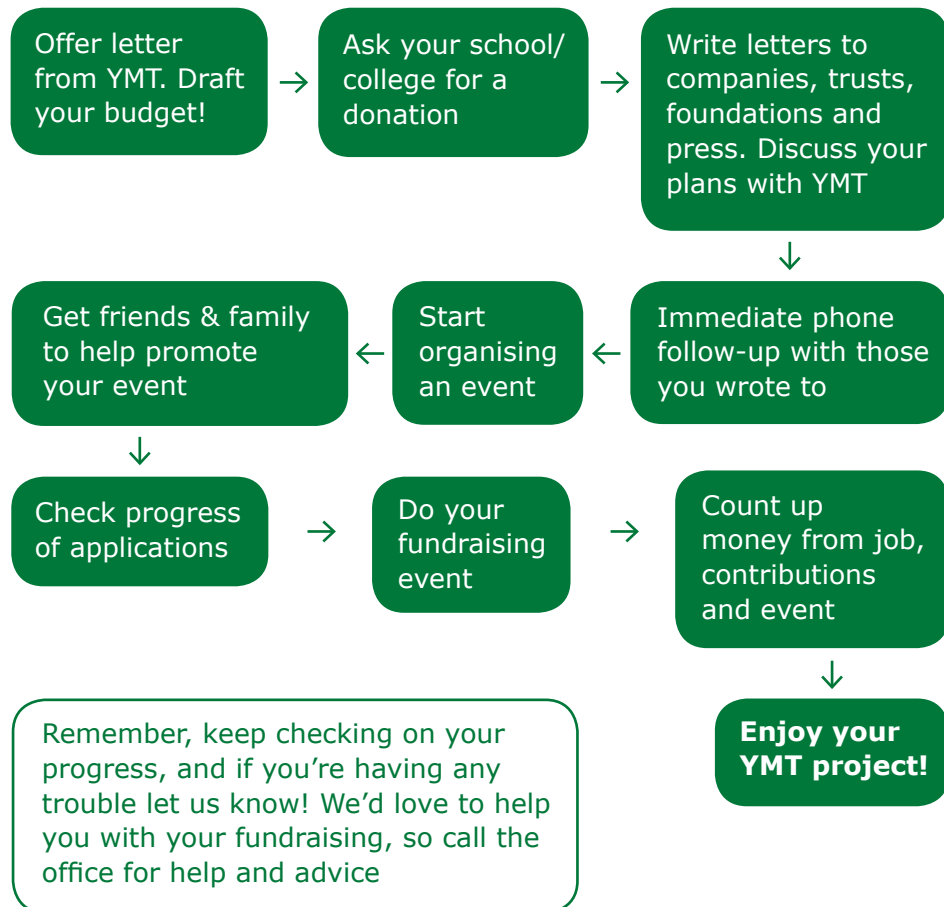 Offer letter
from YMT. Draft
your budget!
Ask your school/
college for a
donation
Write letters to
companies, trusts,
foundations and
press. Discuss your
plans with YMT
Immediate phone
follow-up with those
you wrote to
Start
organising
an event
Get friends & family
to help promote
your event
Check progress
of applications
Do your
fundraising
event
Count up
money from job,
contributions
and event
Enjoy your
YMT project!
Remember, keep checking on your
progress, and if you’re having any
trouble let us know! We’d love to help
you with your fundraising, so call the
office for help and advice